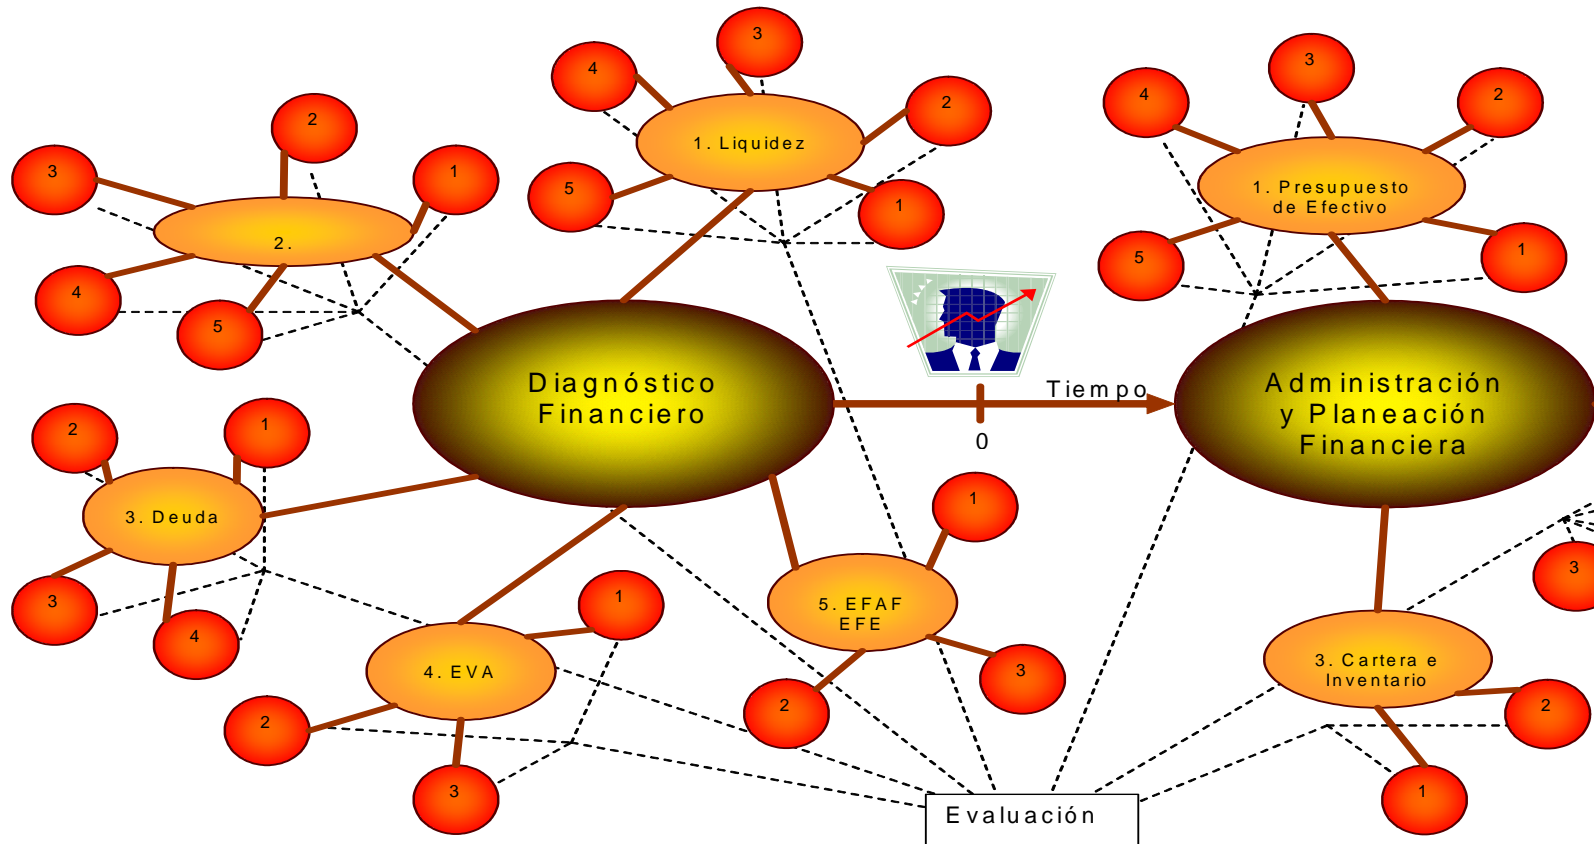 3
4
2
1. Liquidez
5
1
2
3
1
2.
4
5
3
4
2
1. Presupuesto
de Efectivo
5
1
Diagnóstico
Financiero
Tiempo
0
Administración
y Planeación
Financiera
2
1
3. Deuda
3
4
1
4. EVA
2
3
1
5. EFAF
EFE
2
3
3
3. Cartera e
Inventario
2
1
Evaluación